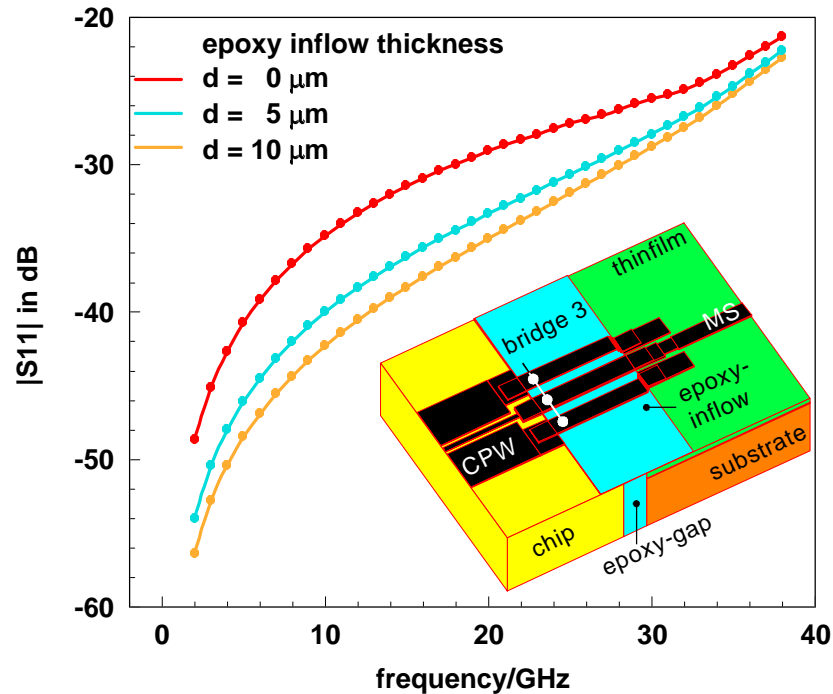 -20
-30
-40
-50
-60
|S11| in dB
epoxy inflow thickness
d = 0 μm
d = 5 μm
d = 10 μm
thinfilm
MS
bridge 3
epoxy-
inflow
CPW
substrate
chip
epoxy-gap
0 10 20 30 40
frequency/GHz